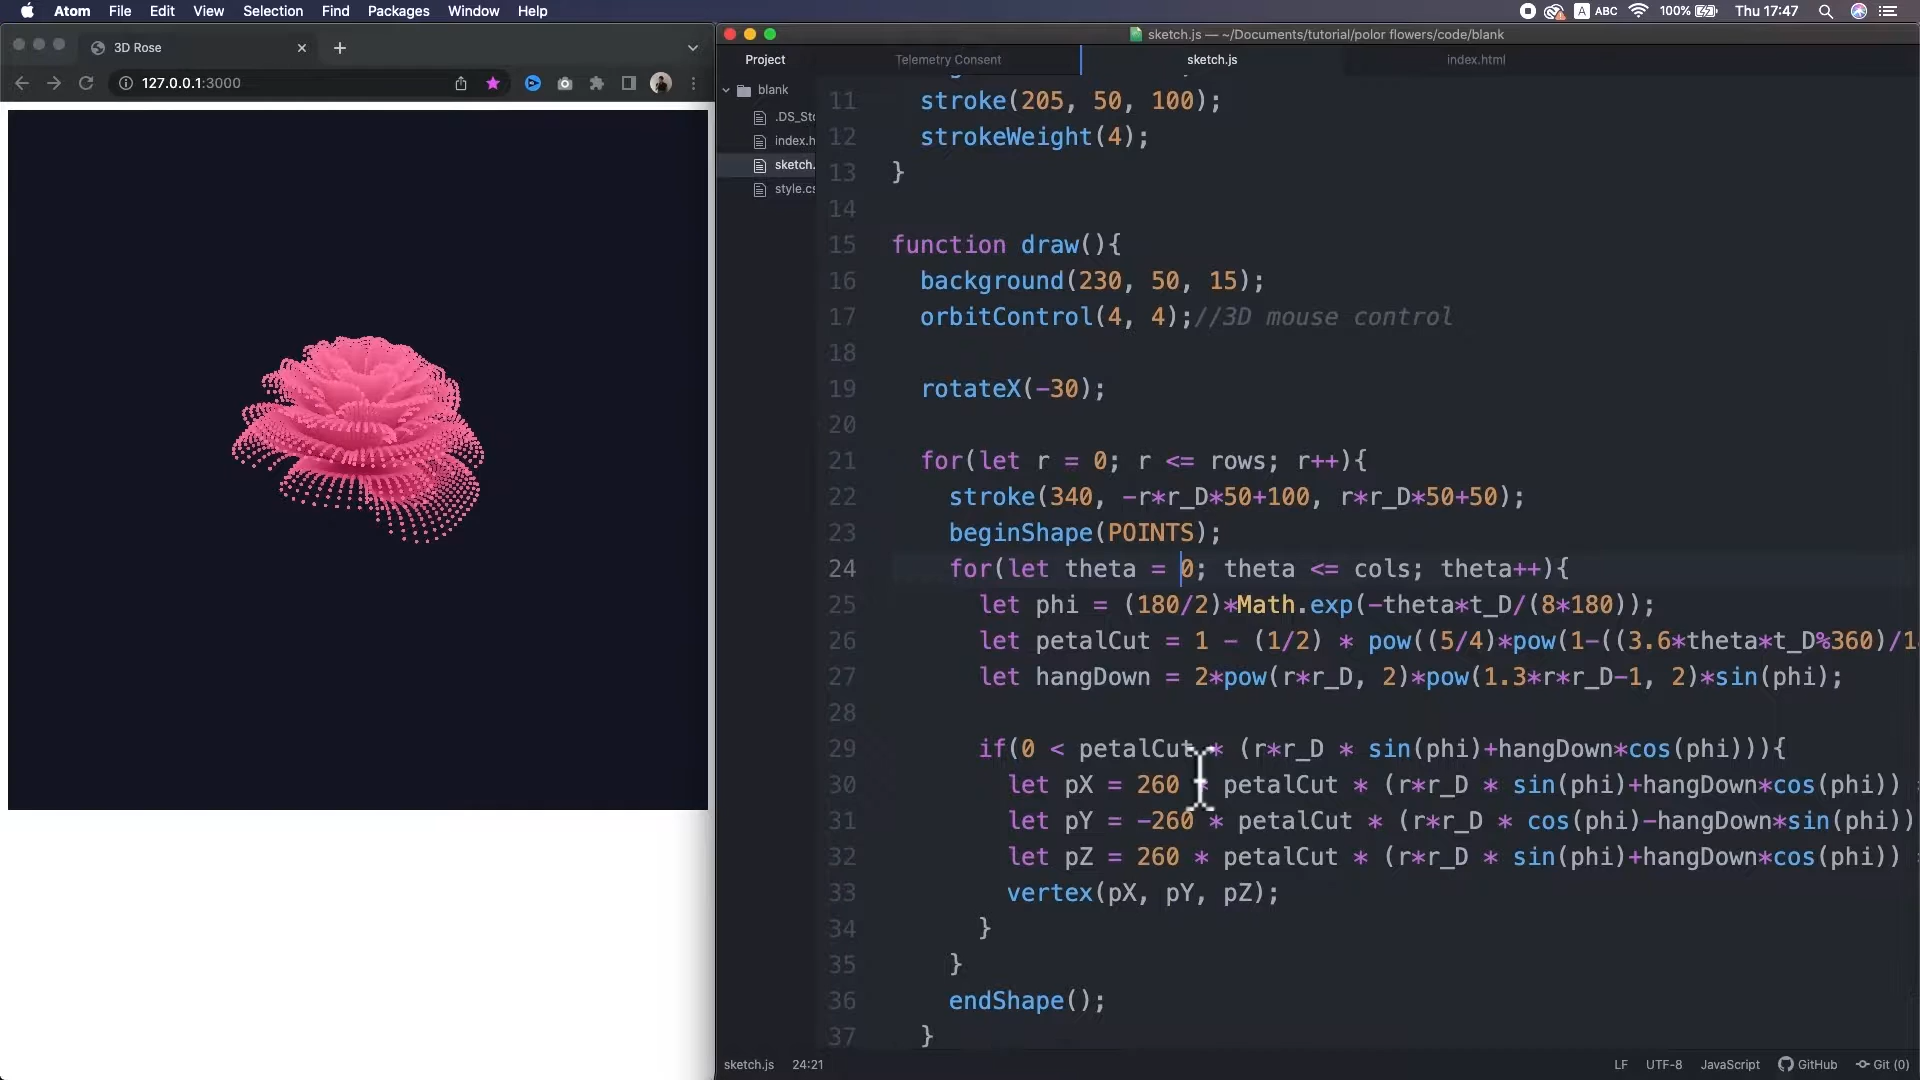 Atom File Edit View Selection Find Packages Window Help
A ABC 100% Thu 17:47
3D Rose
127.0.0.1:3000
sketch.js — ~/Documents/tutorial/polor flowers/code/blank
Project Telemetry Consent sketch.js index.html
blank
.DS_Sto
index.h
sketch.
style.cs
11 stroke(205, 50, 100);
12 strokeWeight(4);
13 }
14
15 function draw(){
16 background(230, 50, 15);
17 orbitControl(4, 4);//3D mouse control
18
19 rotateX(-30);
20
21 for(let r = 0; r <= rows; r++){
22 stroke(340, -r*r_D*50+100, r*r_D*50+50);
23 beginShape(POINTS);
24 for(let theta = 0; theta <= cols; theta++){
25 let phi = (180/2)*Math.exp(-theta*t_D/(8*180));
26 let petalCut = 1 - (1/2) * pow((5/4)*pow(1-((3.6*theta*t_D%360)/1
27 let hangDown = 2*pow(r*r_D, 2)*pow(1.3*r*r_D-1, 2)*sin(phi);
28
29 if(0 < petalCut * (r*r_D * sin(phi)+hangDown*cos(phi))){
30 let pX = 260 * petalCut * (r*r_D * sin(phi)+hangDown*cos(phi))
31 let pY = -260 * petalCut * (r*r_D * cos(phi)-hangDown*sin(phi))
32 let pZ = 260 * petalCut * (r*r_D * sin(phi)+hangDown*cos(phi))
33 vertex(pX, pY, pZ);
34 }
35 }
36 endShape();
37 }
sketch.js 24:21 LF UTF-8 JavaScript GitHub Git (0)